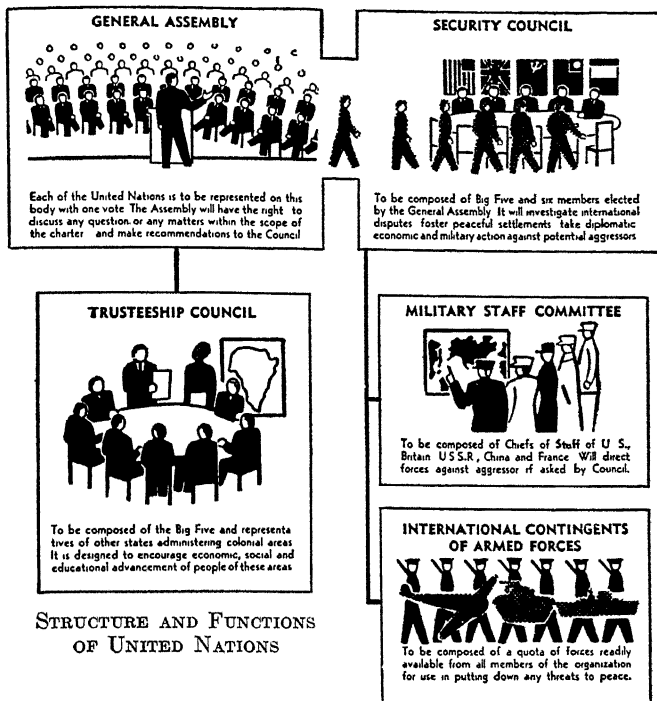 GENERAL ASSEMBLY
Each of the United Nations is to be represented on this
body with one vote The Assembly will have the right to
discuss any question or any matters within the scope of
the charter and make recommendations to the Council
SECURITY COUNCIL
To be composed of Big Five and six members elected
by the General Assembly It will investigate international
disputes foster peaceful settlements take diplomatic
economic and military action against potential aggressors
TRUSTEESHIP COUNCIL
To be composed of the Big Five and representa
tives of other states administering colonial areas
It is designed to encourage economic, social and
educational advancement of people of these areas
MILITARY STAFF COMMITTEE
To be composed of Chiefs of Staff of U S.,
Britain U S S.R, China and France Will direct
forces against aggressor if asked by Council.
INTERNATIONAL CONTINGENTS
OF ARMED FORCES
To be composed of a quota of forces readily
available from all members of the organization
for use in putting down any threats to peace.
STRUCTURE AND FUNCTIONS
OF UNITED NATIONS